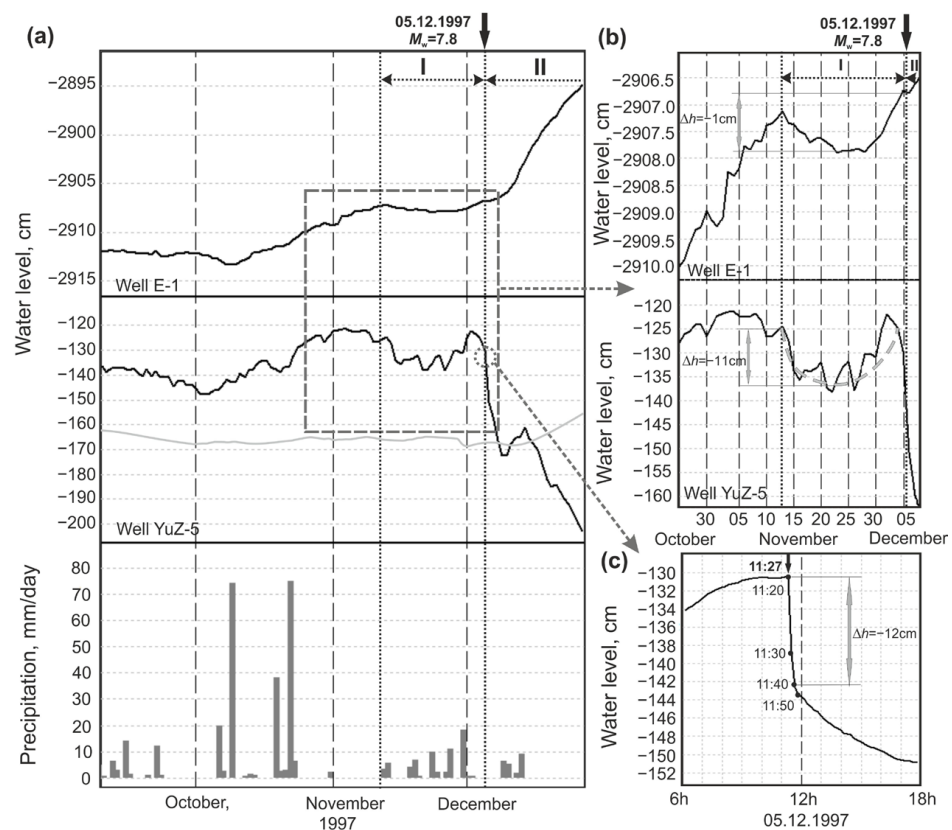 (a)
05.12.1997
Mw=7.8
I
II
−2895
−2900
−2905
−2910
−2915
Water level, cm
Well E-1
−120
−130
−140
−150
−160
−170
−180
−190
−200
Well YuZ-5
80
70
60
50
40
30
20
10
0
Precipitation, mm/day
October,
November
December
1997
(b)
05.12.1997
Mw=7.8
I
II
−2906.5
−2907.0
−2907.5
−2908.0
−2908.5
−2909.0
−2909.5
−2910.0
Water level, cm
Δh=−1cm
Well E-1
−120
−125
−130
−135
−140
−145
−150
−155
−160
Water level, cm
Δh=−11cm
Well YuZ-5
30 05 10 15 20 25 30 05
October November December
(c)
−130
−132
−134
−136
−138
−140
−142
−144
−146
−148
−150
−152
Water level, cm
11:27
11:20
11:30
11:40
11:50
Δh=−12cm
6h 12h 18h
05.12.1997